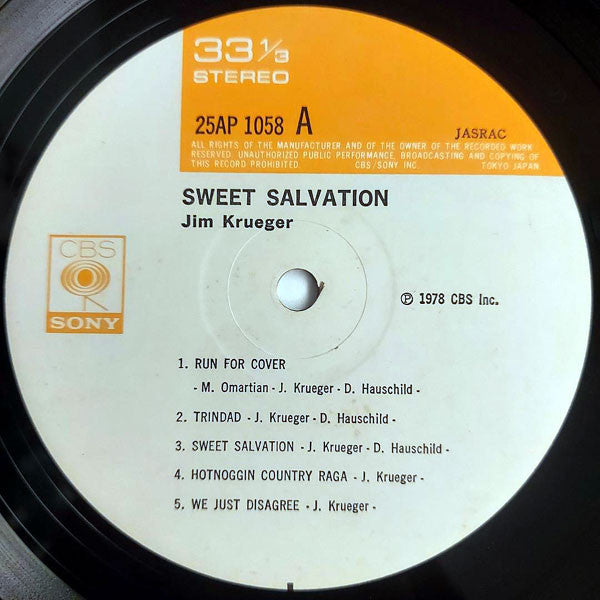 33 1/3
STEREO
25AP 1058 A
JASRAC
ALL RIGHTS OF THE MANUFACTURER AND OF THE OWNER OF THE RECORDED WORK
RESERVED. UNAUTHORIZED PUBLIC PERFORMANCE, BROADCASTING AND COPYING OF
THIS RECORD PROHIBITED. CBS/SONY INC. TOKYO JAPAN
SWEET SALVATION
Jim Krueger
CBS
SONY
Ⓟ 1978 CBS Inc.
1. RUN FOR COVER
- M. Omartian - J. Krueger - D. Hauschild -
2. TRINDAD - J. Krueger - D. Hauschild -
3. SWEET SALVATION - J. Krueger - D. Hauschild -
4. HOTNOGGIN COUNTRY RAGA - J. Krueger -
5. WE JUST DISAGREE - J. Krueger -